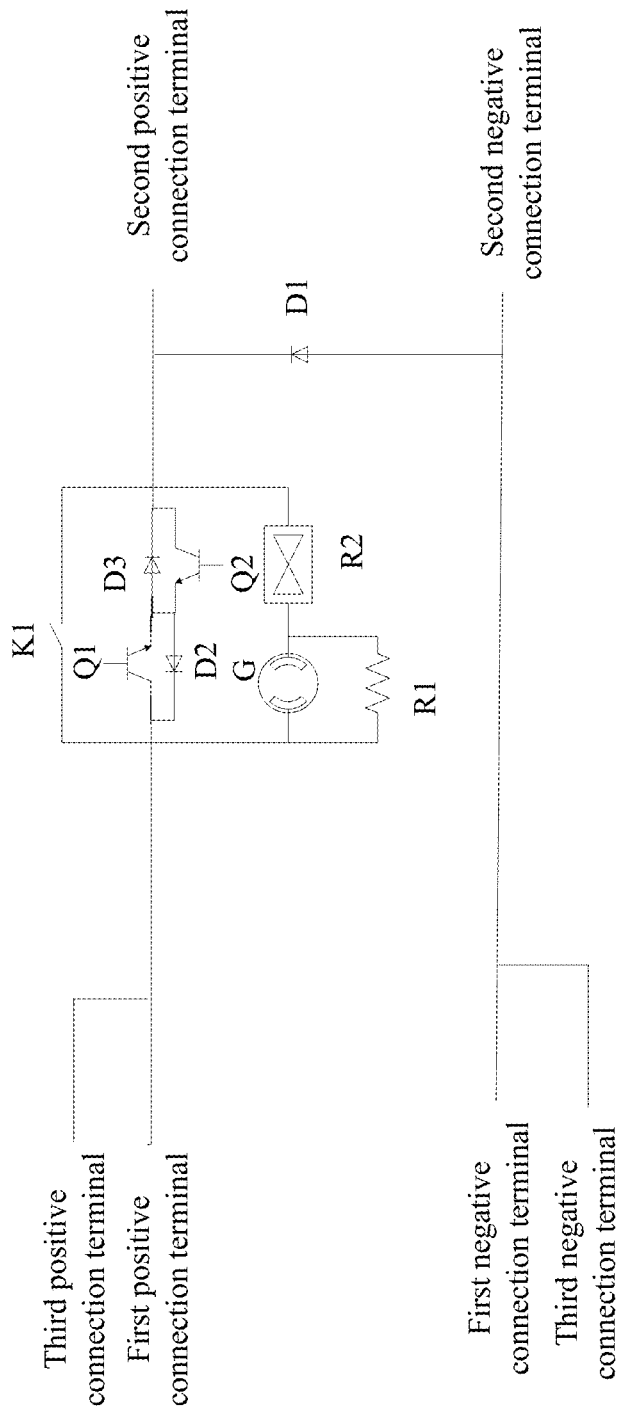 Third positive
connection terminal
First positive
connection terminal
K1
Q1
D3
D2
Q2
G
R2
R1
D1
Second positive
connection terminal
First negative
connection terminal
Third negative
connection terminal
Second negative
connection terminal